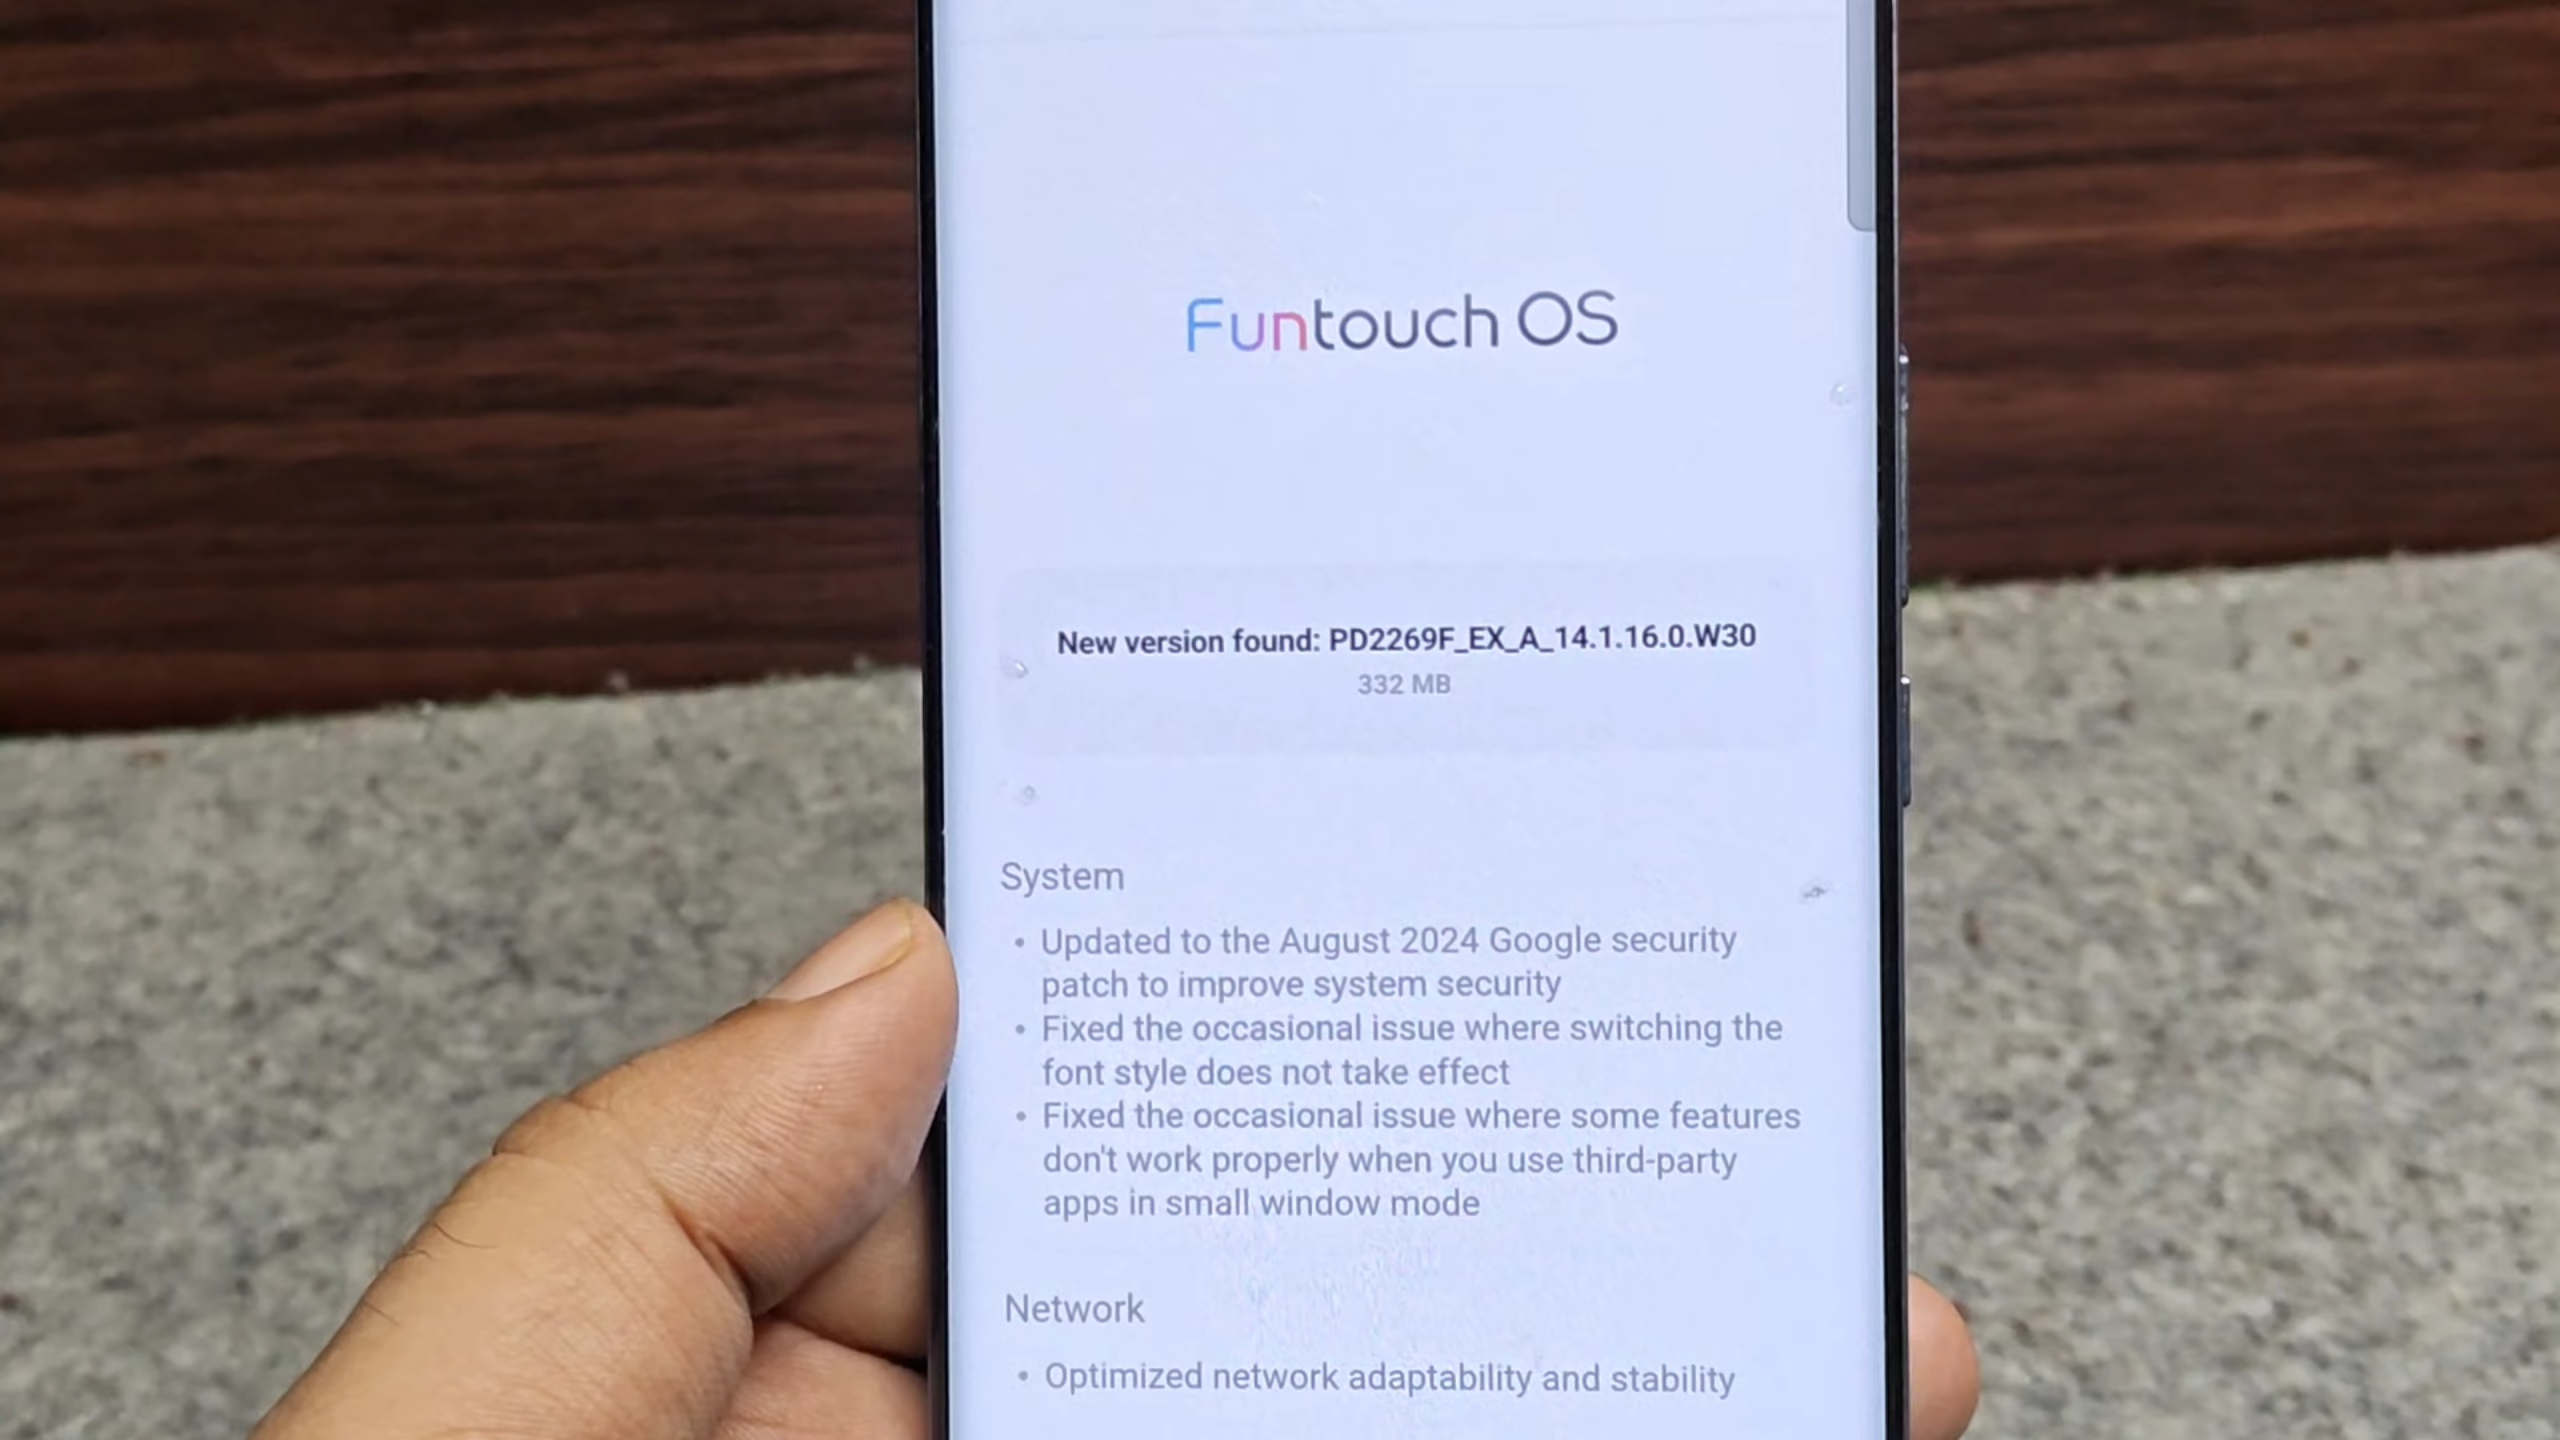 Funtouch OS
New version found: PD2269F_EX_A_14.1.16.0.W30
332 MB
System
• Updated to the August 2024 Google security
patch to improve system security
• Fixed the occasional issue where switching the
font style does not take effect
• Fixed the occasional issue where some features
don't work properly when you use third-party
apps in small window mode
Network
• Optimized network adaptability and stability